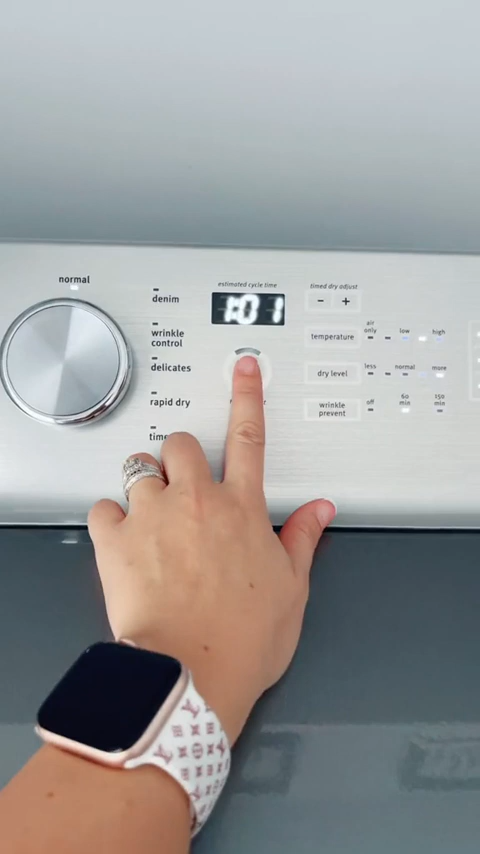 normal
denim
wrinkle
control
delicates
rapid dry
estimated cycle time
1:01
timed dry adjust
- +
temperature
air
only
low
high
dry level
less
normal
more
wrinkle
prevent
off
60
min
150
min